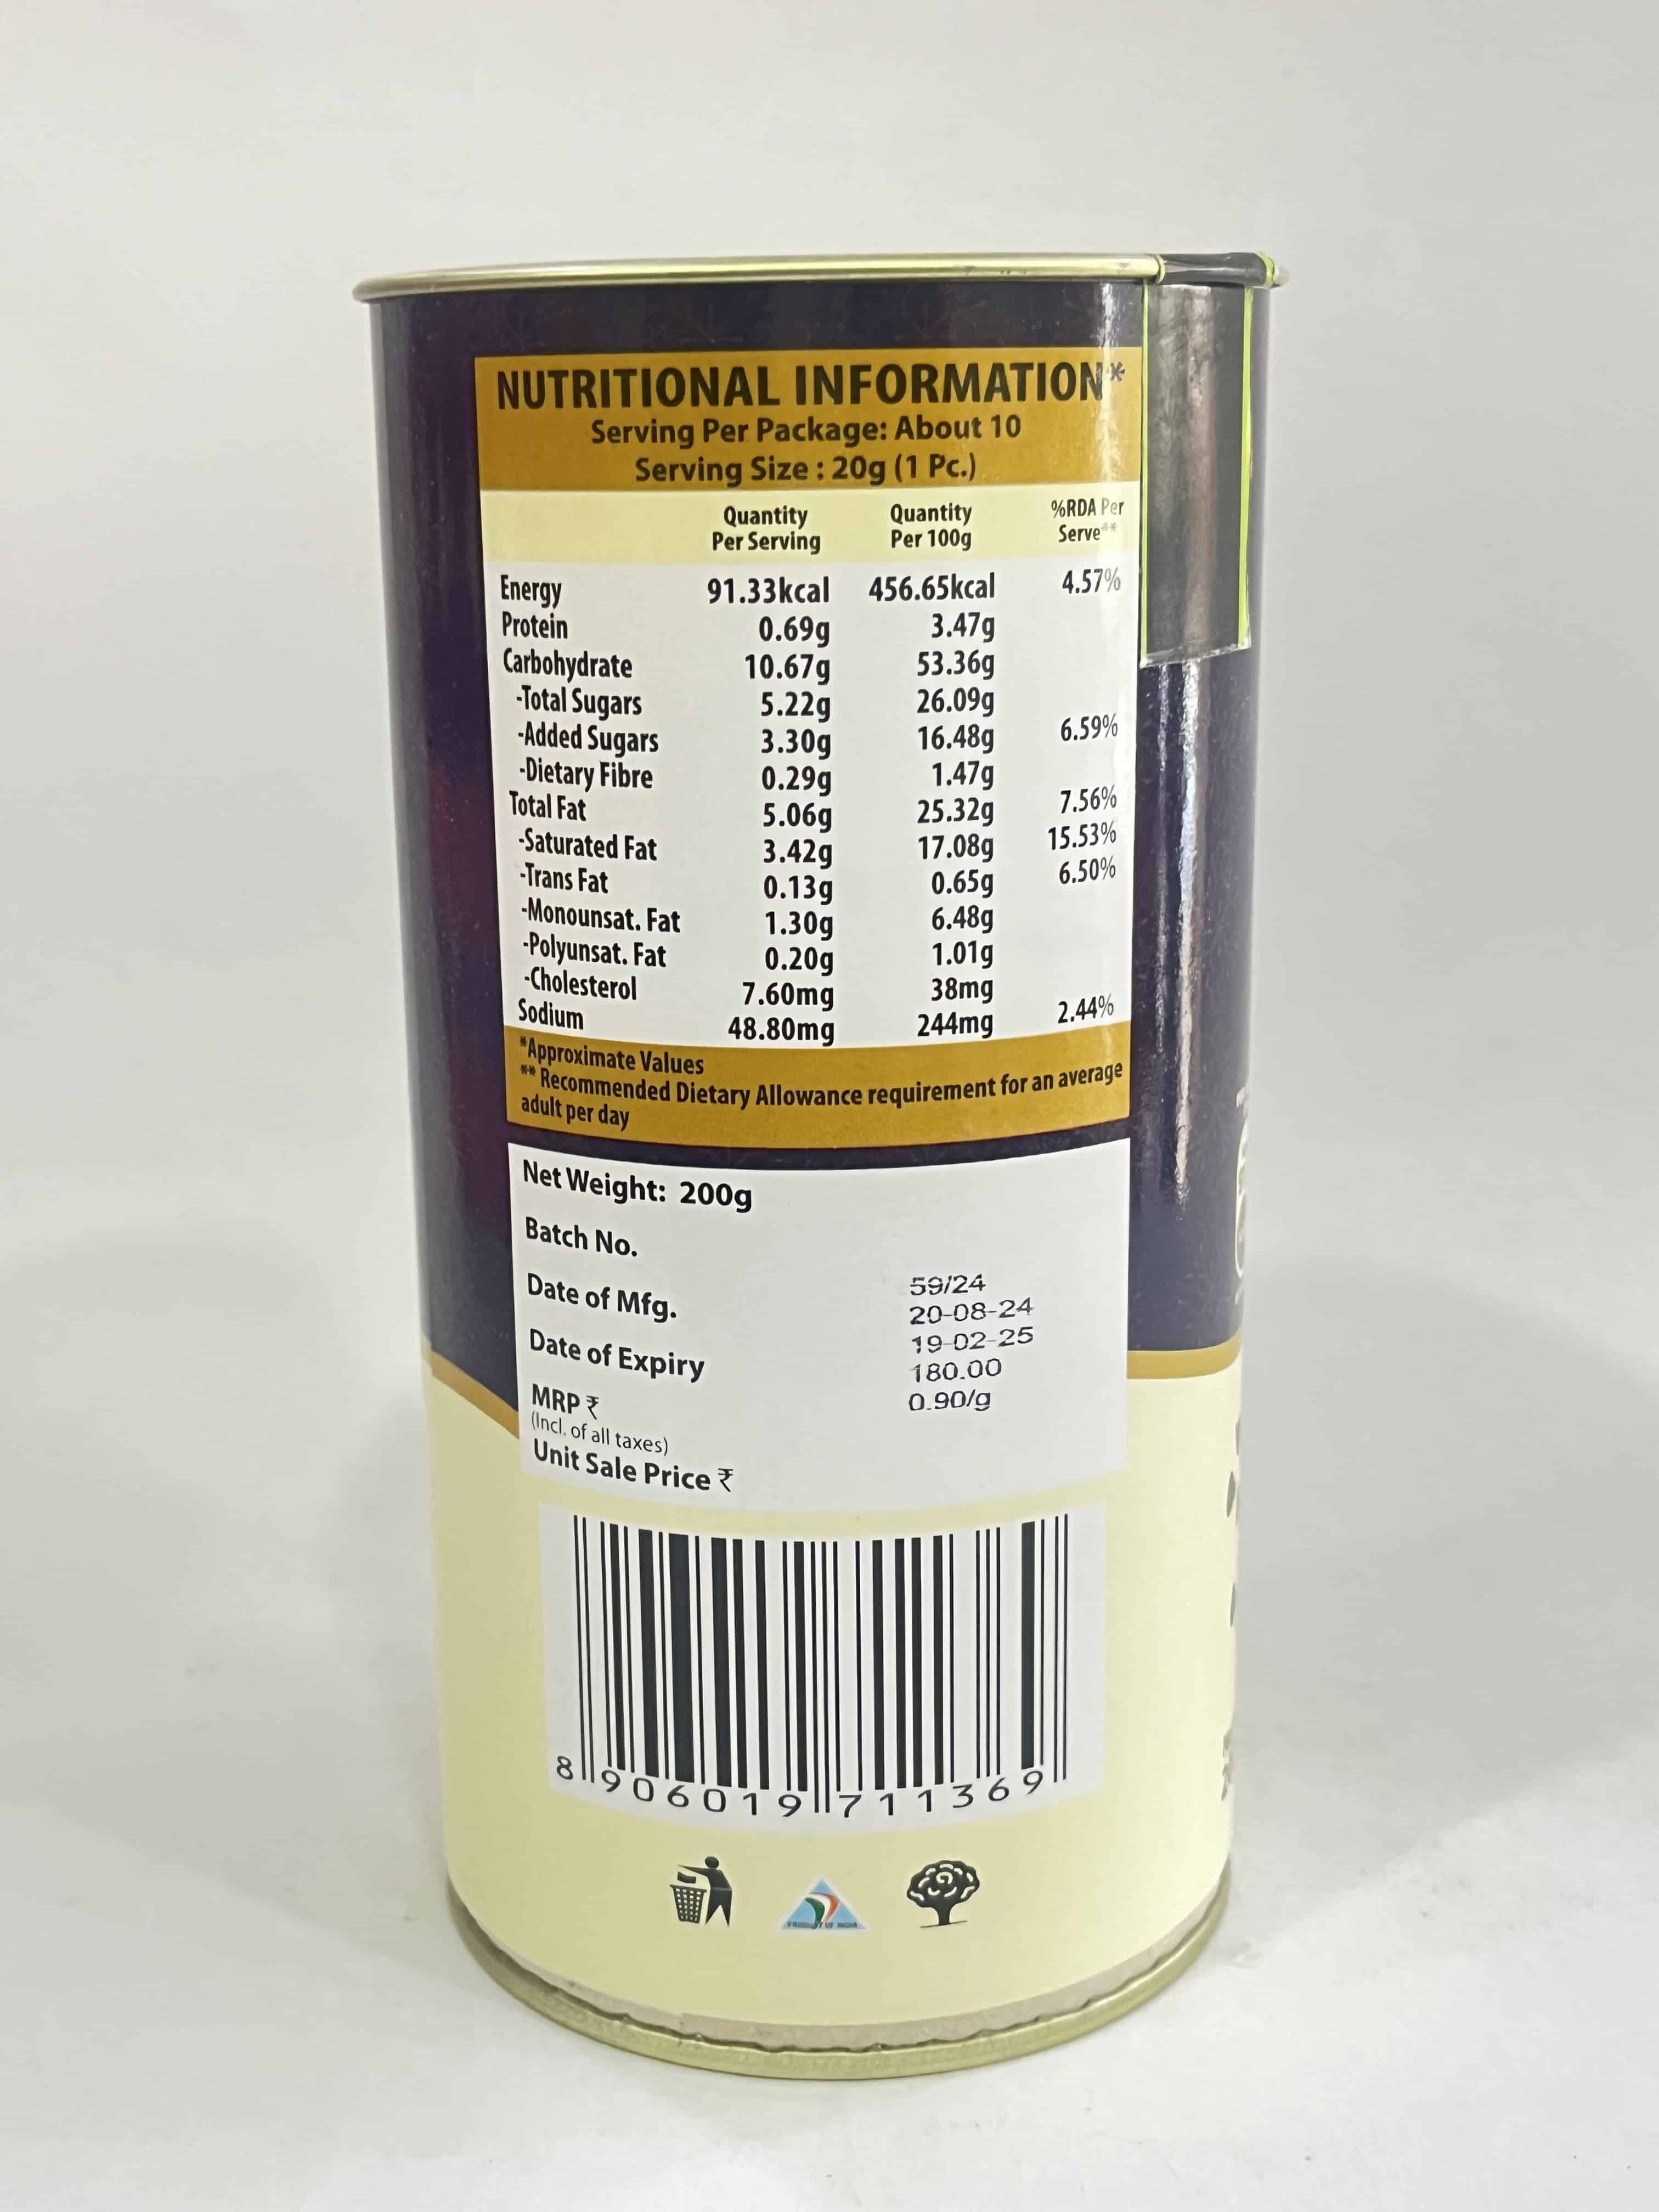 NUTRITIONAL INFORMATION*
Serving Per Package: About 10
Serving Size : 20g (1 Pc.)
Quantity Per Serving Quantity Per 100g %RDA Per Serve**
Energy 91.33kcal 456.65kcal 4.57%
Protein 0.69g 3.47g
Carbohydrate 10.67g 53.36g
-Total Sugars 5.22g 26.09g
-Added Sugars 3.30g 16.48g 6.59%
-Dietary Fibre 0.29g 1.47g
Total Fat 5.06g 25.32g 7.56%
-Saturated Fat 3.42g 17.08g 15.53%
-Trans Fat 0.13g 0.65g 6.50%
-Monounsat. Fat 1.30g 6.48g
-Polyunsat. Fat 0.20g 1.01g
-Cholesterol 7.60mg 38mg
Sodium 48.80mg 244mg 2.44%
*Approximate Values
** Recommended Dietary Allowance requirement for an average
adult per day
Net Weight: 200g
Batch No. 59/24
Date of Mfg. 20-08-24
Date of Expiry 19-02-25
MRP ₹ 180.00
(Incl. of all taxes)
Unit Sale Price ₹ 0.90/g
8 906019 711369
PRODUCT OF INDIA